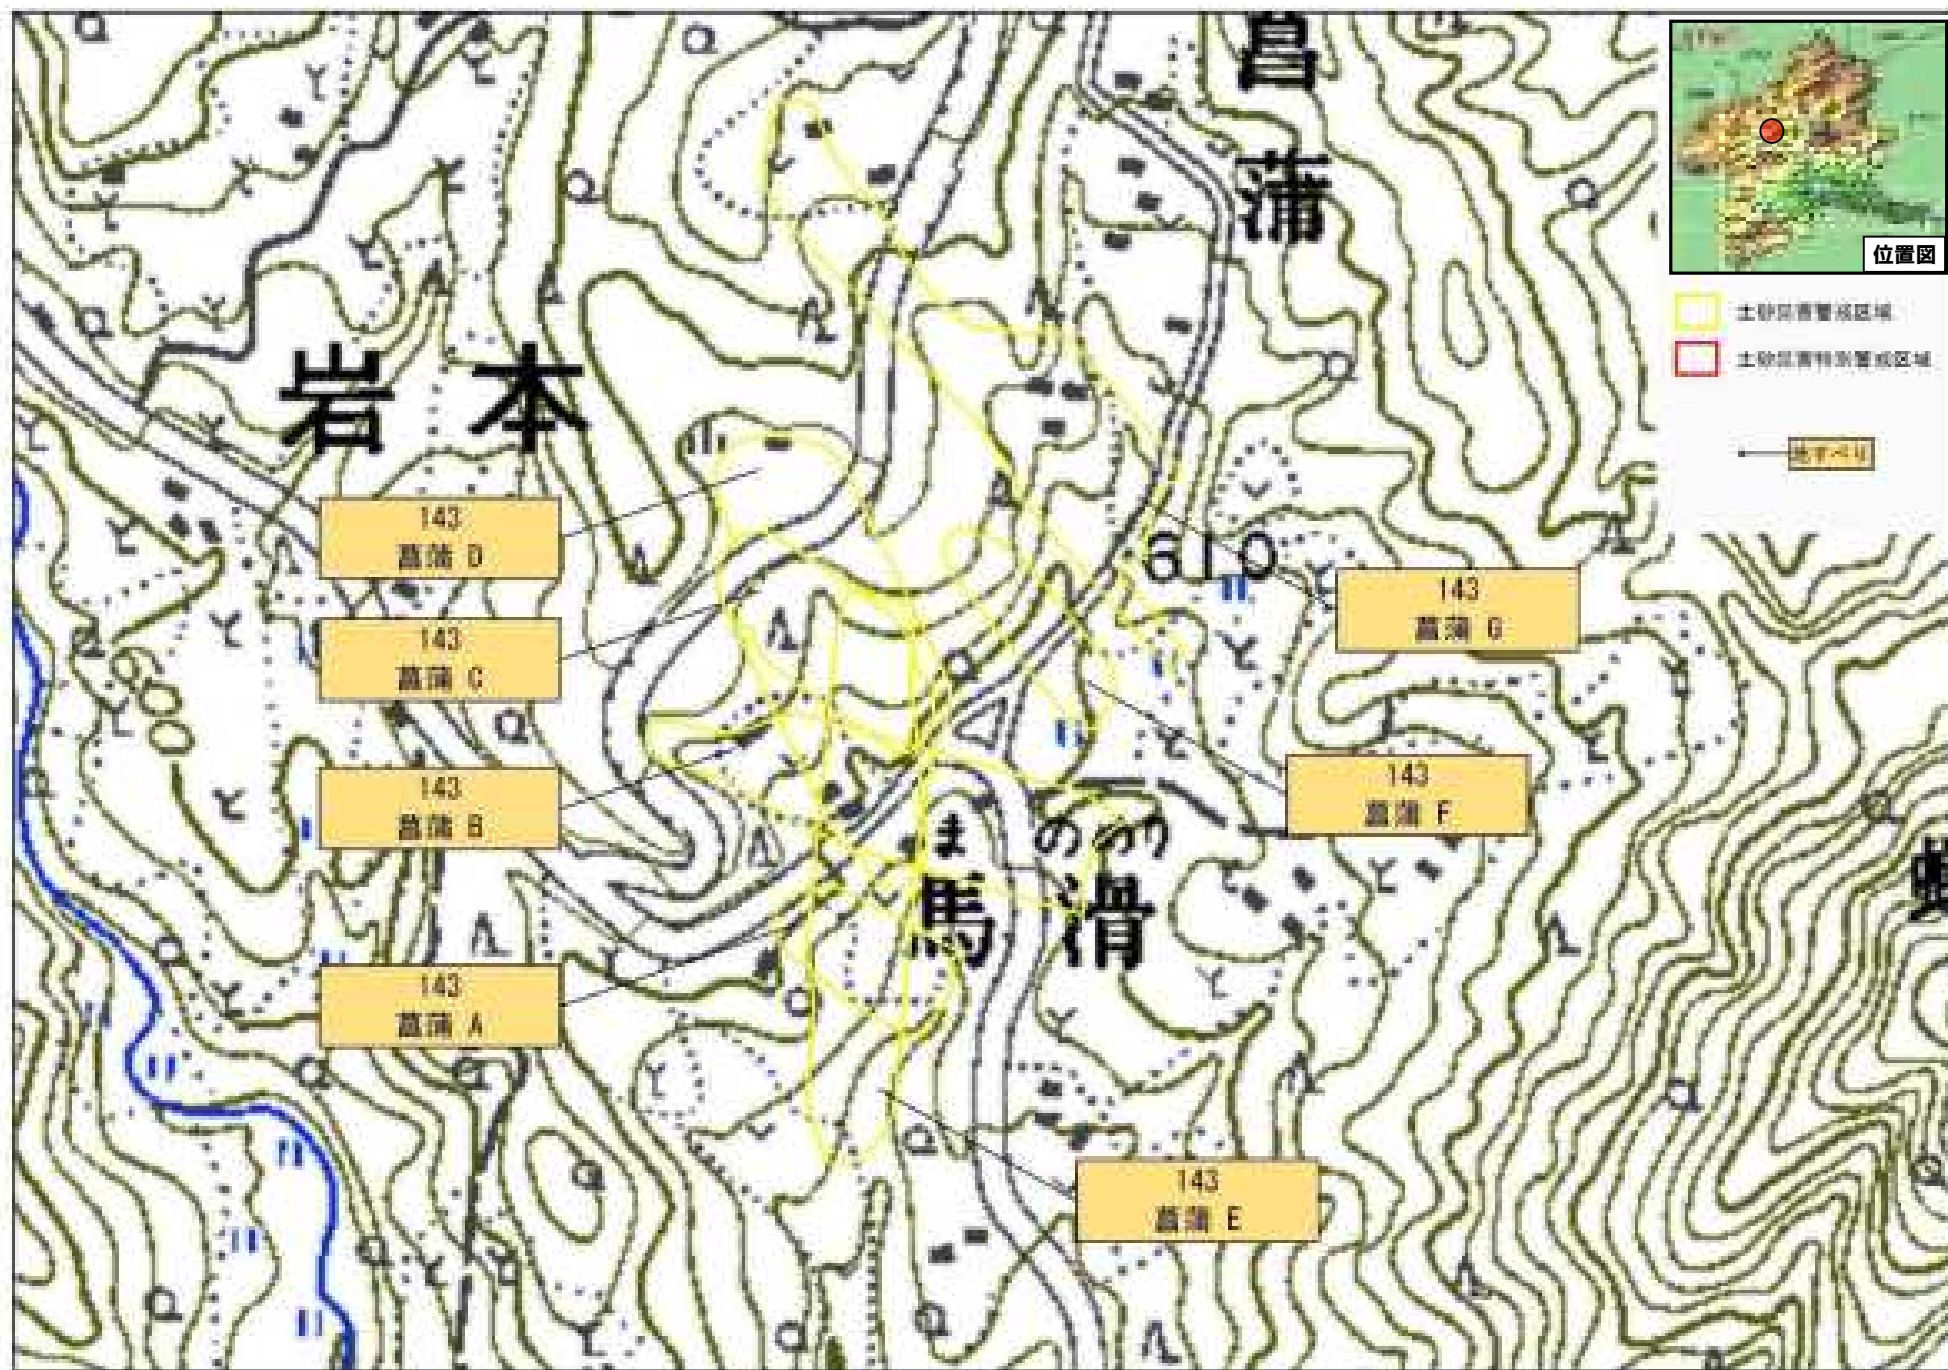 菖
蒲
位置図
土砂災害警戒区域
土砂災害特別警戒区域
地すべり
岩本
143
菖蒲 D
610
143
菖蒲 G
143
菖蒲 C
600
143
菖蒲 B
143
菖蒲 F
ま のめり
馬滑
143
菖蒲 A
143
菖蒲 E